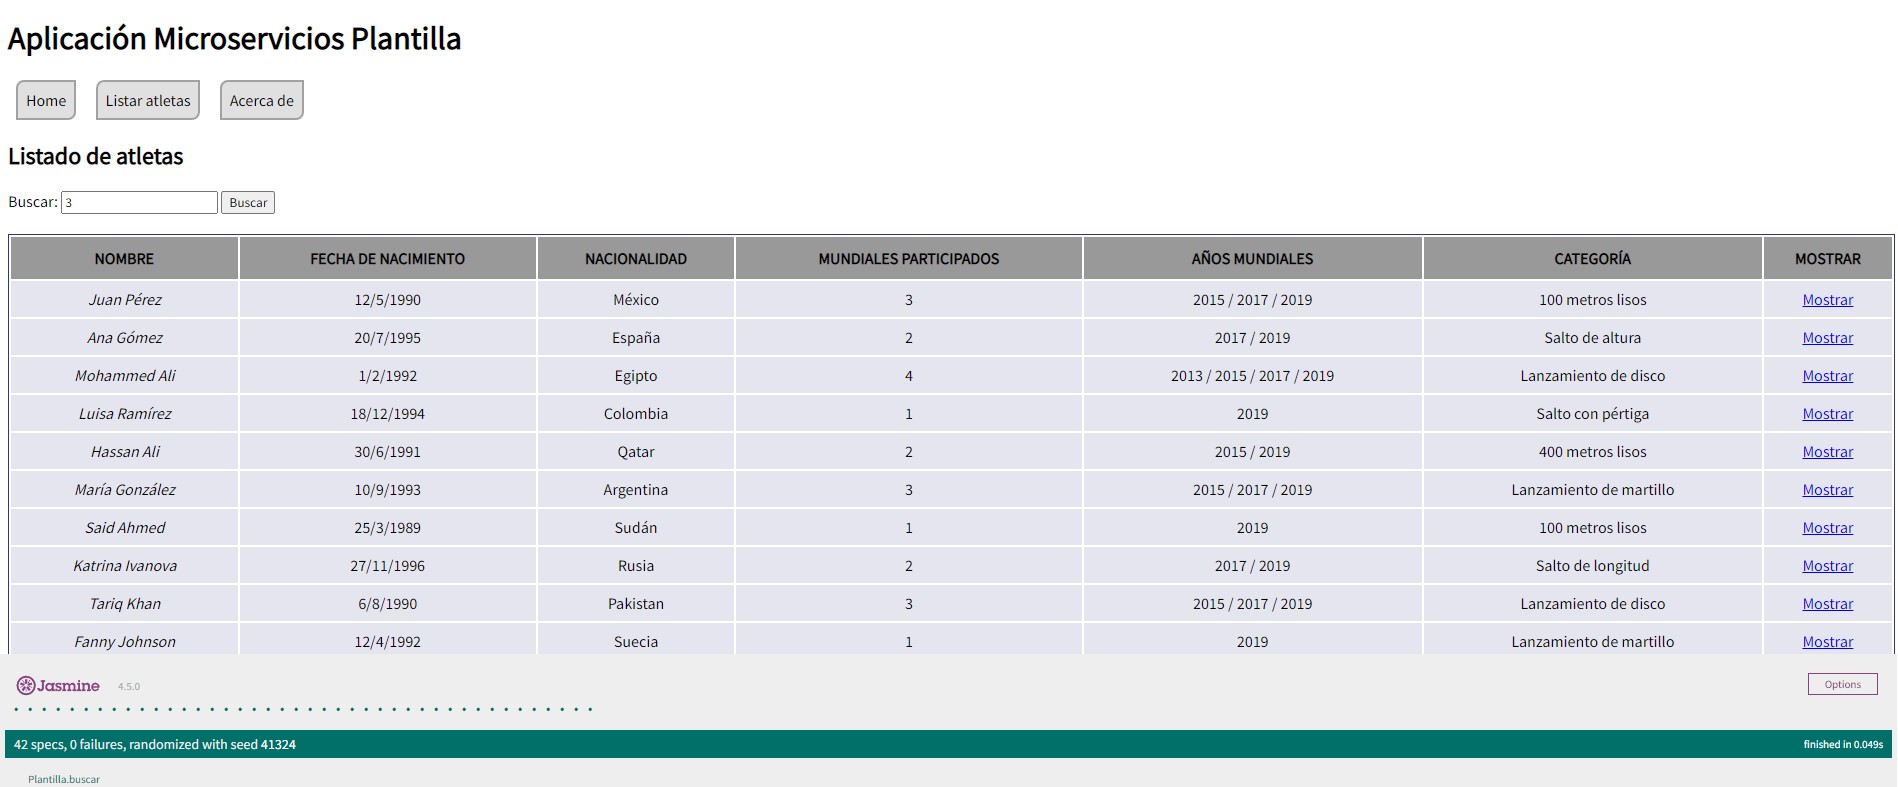 Aplicación Microservicios Plantilla
Home Listar atletas Acerca de
Listado de atletas
Buscar: 3 Buscar
NOMBRE FECHA DE NACIMIENTO NACIONALIDAD MUNDIALES PARTICIPADOS AÑOS MUNDIALES CATEGORÍA MOSTRAR
Juan Pérez 12/5/1990 México 3 2015 / 2017 / 2019 100 metros lisos Mostrar
Ana Gómez 20/7/1995 España 2 2017 / 2019 Salto de altura Mostrar
Mohammed Ali 1/2/1992 Egipto 4 2013 / 2015 / 2017 / 2019 Lanzamiento de disco Mostrar
Luisa Ramírez 18/12/1994 Colombia 1 2019 Salto con pértiga Mostrar
Hassan Ali 30/6/1991 Qatar 2 2015 / 2019 400 metros lisos Mostrar
María González 10/9/1993 Argentina 3 2015 / 2017 / 2019 Lanzamiento de martillo Mostrar
Said Ahmed 25/3/1989 Sudán 1 2019 100 metros lisos Mostrar
Katrina Ivanova 27/11/1996 Rusia 2 2017 / 2019 Salto de longitud Mostrar
Tariq Khan 6/8/1990 Pakistan 3 2015 / 2017 / 2019 Lanzamiento de disco Mostrar
Fanny Johnson 12/4/1992 Suecia 1 2019 Lanzamiento de martillo Mostrar
Jasmine 4.5.0 Options
42 specs, 0 failures, randomized with seed 41324 finished in 0.049s
Plantilla.buscar